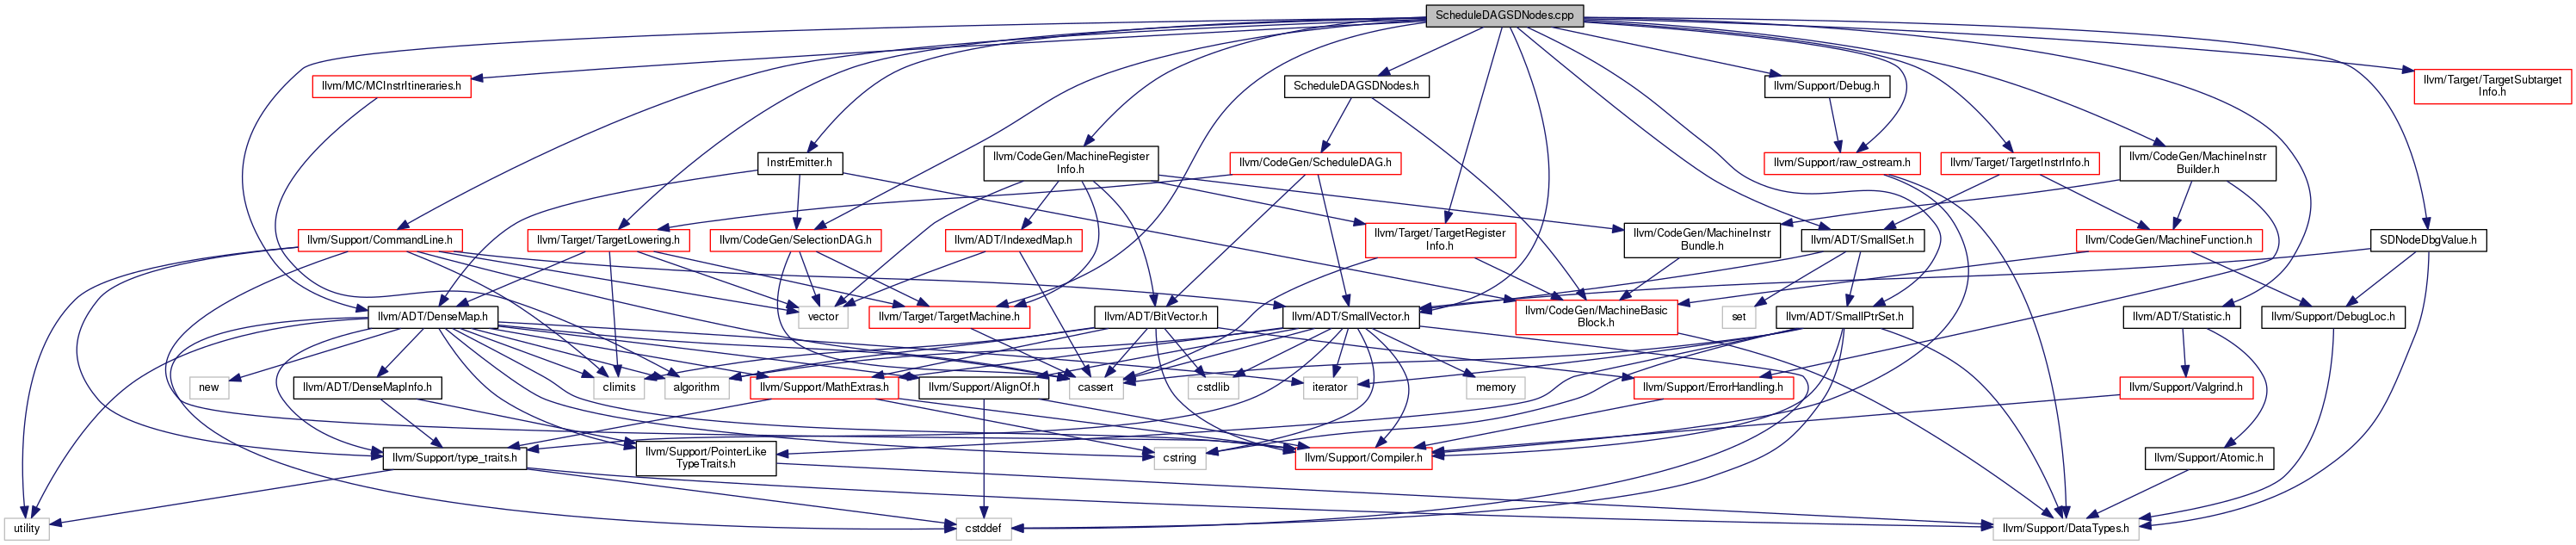 ScheduleDAGSDNodes.cpp
llvm/MC/MCInstrItineraries.h
ScheduleDAGSDNodes.h
llvm/Support/Debug.h
llvm/Target/TargetSubtarget
Info.h
InstrEmitter.h
llvm/CodeGen/MachineRegister
Info.h
llvm/CodeGen/ScheduleDAG.h
llvm/Support/raw_ostream.h
llvm/Target/TargetInstrInfo.h
llvm/CodeGen/MachineInstr
Builder.h
llvm/Support/CommandLine.h
llvm/Target/TargetLowering.h
llvm/CodeGen/SelectionDAG.h
llvm/ADT/IndexedMap.h
llvm/Target/TargetRegister
Info.h
llvm/CodeGen/MachineInstr
Bundle.h
llvm/ADT/SmallSet.h
llvm/CodeGen/MachineFunction.h
SDNodeDbgValue.h
llvm/ADT/DenseMap.h
vector
llvm/Target/TargetMachine.h
llvm/ADT/BitVector.h
llvm/ADT/SmallVector.h
set
llvm/CodeGen/MachineBasic
Block.h
llvm/ADT/SmallPtrSet.h
llvm/ADT/Statistic.h
llvm/Support/DebugLoc.h
new
llvm/ADT/DenseMapInfo.h
climits
algorithm
llvm/Support/MathExtras.h
llvm/Support/AlignOf.h
cassert
cstdlib
iterator
memory
llvm/Support/ErrorHandling.h
llvm/Support/Valgrind.h
llvm/Support/type_traits.h
llvm/Support/PointerLike
TypeTraits.h
cstring
llvm/Support/Compiler.h
llvm/Support/Atomic.h
utility
cstddef
llvm/Support/DataTypes.h